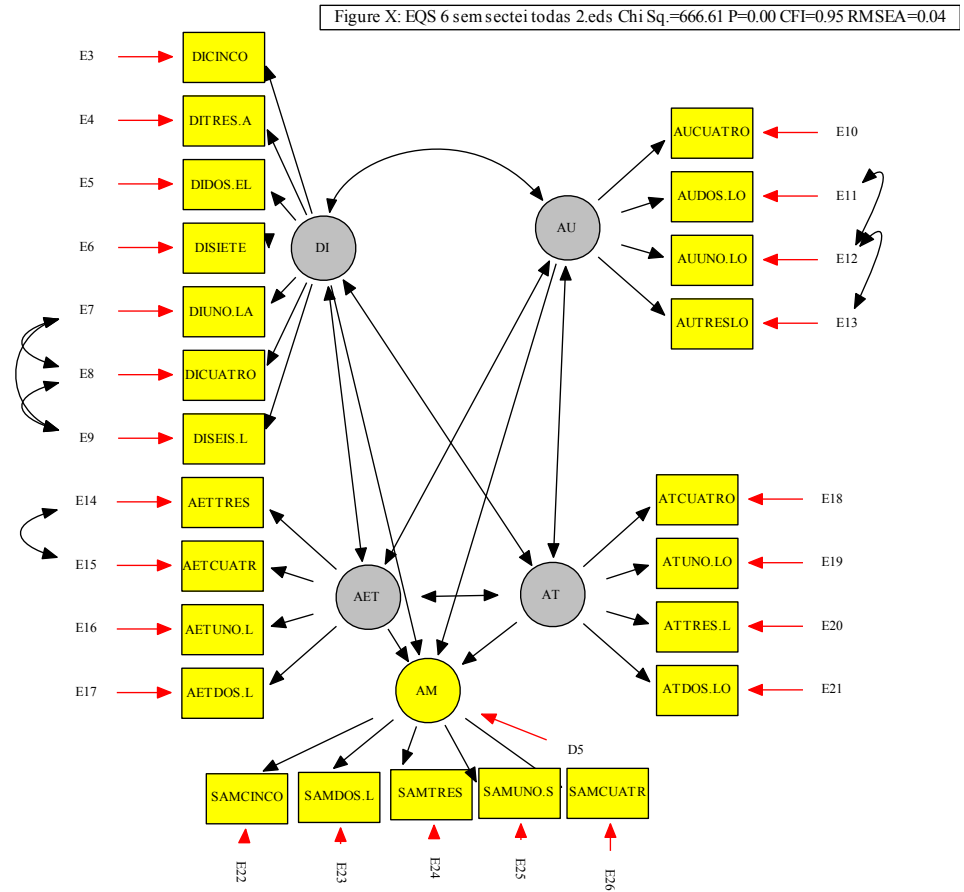 Figure X: EQS 6 sem sectei todas 2.eds Chi Sq.=666.61 P=0.00 CFI=0.95 RMSEA=0.04
E3
DICINCO
E4
DITRES.A
E5
DIDOS.EL
E6
DISIETE
E7
DIUNO.LA
E8
DICUATRO
E9
DISEIS.L
DI
AU
AUCUATRO
E10
AUDOS.LO
E11
AUUNO.LO
E12
AUTRESLO
E13
E14
AETTRES
E15
AETCUATR
E16
AETUNO.L
E17
AETDOS.L
AET
AT
ATCUATRO
E18
ATUNO.LO
E19
ATTRES.L
E20
ATDOS.LO
E21
AM
D5
SAMCINCO
SAMDOS.L
SAMTRES
SAMUNO.S
SAMCUATR
E22
E23
E24
E25
E26